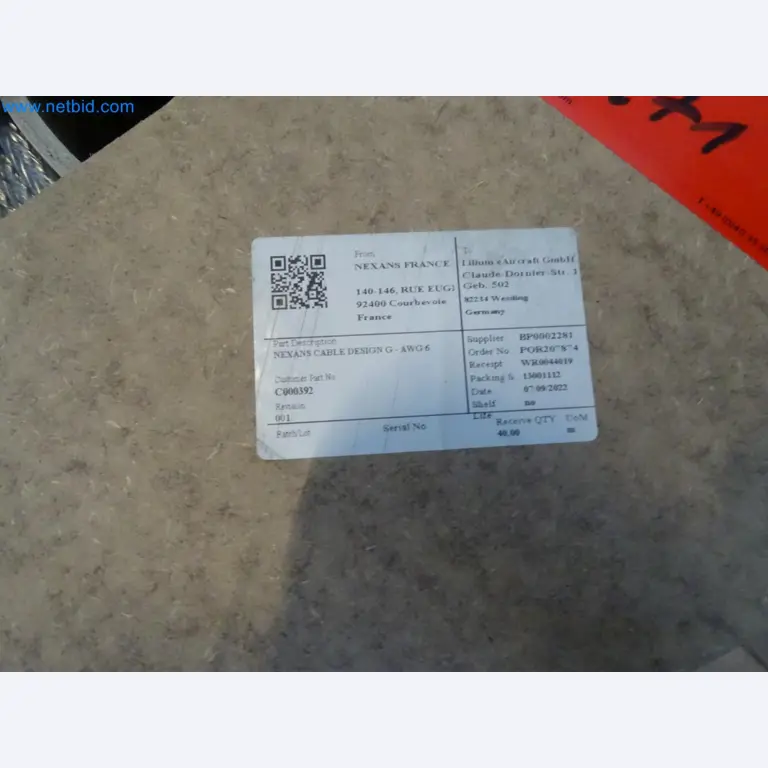 www.netbid.com
From
NEXANS FRANCE
140-146, RUE EUG
92400 Courbevoie
France
To
Lilium eAircraft GmbH
Claude-Dornier-Str. 1
Geb. 502
82234 Wessling
Germany
Part Description
NEXANS CABLE DESIGN G - AWG 6
Customer Part No
C000392
Revision
001
Supplier BP0002281
Order No
Receipt WR0044019
Packing S 13001112
Date 07/09/2022
Shelf no
Life
Batch/Lot
Serial No
Receive QTY UoM
40,00 m